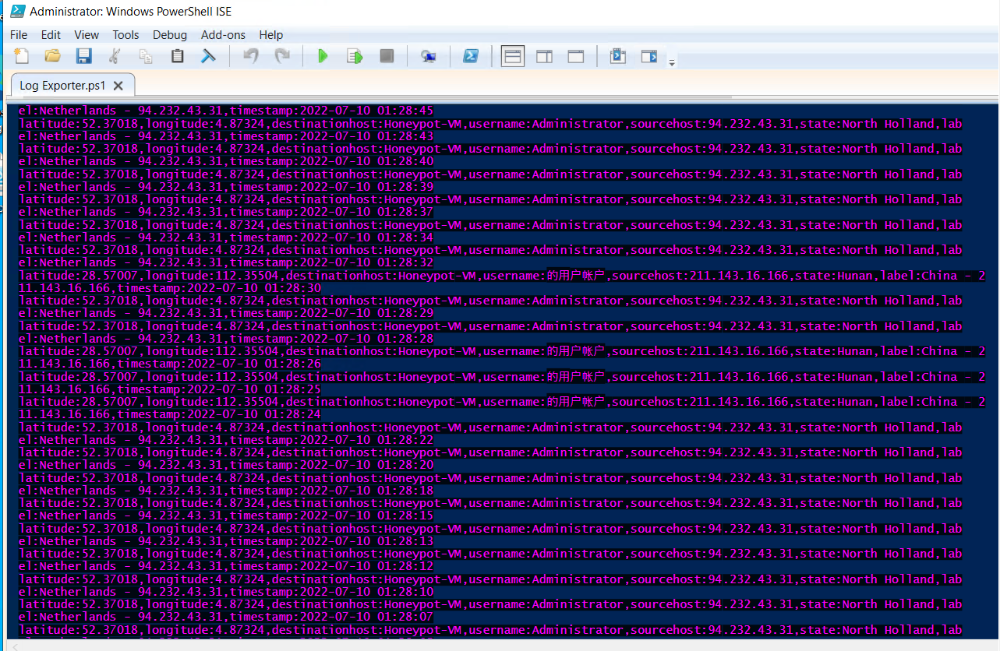 Administrator: Windows PowerShell ISE
File Edit View Tools Debug Add-ons Help
Log Exporter.ps1
el:Netherlands - 94.232.43.31,timestamp:2022-07-10 01:28:45
latitude:52.37018,longitude:4.87324,destinationhost:Honeypot-VM,username:Administrator,sourcehost:94.232.43.31,state:North Holland,lab
el:Netherlands - 94.232.43.31,timestamp:2022-07-10 01:28:43
latitude:52.37018,longitude:4.87324,destinationhost:Honeypot-VM,username:Administrator,sourcehost:94.232.43.31,state:North Holland,lab
el:Netherlands - 94.232.43.31,timestamp:2022-07-10 01:28:40
latitude:52.37018,longitude:4.87324,destinationhost:Honeypot-VM,username:Administrator,sourcehost:94.232.43.31,state:North Holland,lab
el:Netherlands - 94.232.43.31,timestamp:2022-07-10 01:28:39
latitude:52.37018,longitude:4.87324,destinationhost:Honeypot-VM,username:Administrator,sourcehost:94.232.43.31,state:North Holland,lab
el:Netherlands - 94.232.43.31,timestamp:2022-07-10 01:28:37
latitude:52.37018,longitude:4.87324,destinationhost:Honeypot-VM,username:Administrator,sourcehost:94.232.43.31,state:North Holland,lab
el:Netherlands - 94.232.43.31,timestamp:2022-07-10 01:28:34
latitude:52.37018,longitude:4.87324,destinationhost:Honeypot-VM,username:Administrator,sourcehost:94.232.43.31,state:North Holland,lab
el:Netherlands - 94.232.43.31,timestamp:2022-07-10 01:28:32
latitude:28.57007,longitude:112.35504,destinationhost:Honeypot-VM,username:的用户帐户,sourcehost:211.143.16.166,state:Hunan,label:China - 2
11.143.16.166,timestamp:2022-07-10 01:28:30
latitude:52.37018,longitude:4.87324,destinationhost:Honeypot-VM,username:Administrator,sourcehost:94.232.43.31,state:North Holland,lab
el:Netherlands - 94.232.43.31,timestamp:2022-07-10 01:28:29
latitude:52.37018,longitude:4.87324,destinationhost:Honeypot-VM,username:Administrator,sourcehost:94.232.43.31,state:North Holland,lab
el:Netherlands - 94.232.43.31,timestamp:2022-07-10 01:28:28
latitude:28.57007,longitude:112.35504,destinationhost:Honeypot-VM,username:的用户帐户,sourcehost:211.143.16.166,state:Hunan,label:China - 2
11.143.16.166,timestamp:2022-07-10 01:28:26
latitude:28.57007,longitude:112.35504,destinationhost:Honeypot-VM,username:的用户帐户,sourcehost:211.143.16.166,state:Hunan,label:China - 2
11.143.16.166,timestamp:2022-07-10 01:28:25
latitude:28.57007,longitude:112.35504,destinationhost:Honeypot-VM,username:的用户帐户,sourcehost:211.143.16.166,state:Hunan,label:China - 2
11.143.16.166,timestamp:2022-07-10 01:28:24
latitude:52.37018,longitude:4.87324,destinationhost:Honeypot-VM,username:Administrator,sourcehost:94.232.43.31,state:North Holland,lab
el:Netherlands - 94.232.43.31,timestamp:2022-07-10 01:28:22
latitude:52.37018,longitude:4.87324,destinationhost:Honeypot-VM,username:Administrator,sourcehost:94.232.43.31,state:North Holland,lab
el:Netherlands - 94.232.43.31,timestamp:2022-07-10 01:28:20
latitude:52.37018,longitude:4.87324,destinationhost:Honeypot-VM,username:Administrator,sourcehost:94.232.43.31,state:North Holland,lab
el:Netherlands - 94.232.43.31,timestamp:2022-07-10 01:28:18
latitude:52.37018,longitude:4.87324,destinationhost:Honeypot-VM,username:Administrator,sourcehost:94.232.43.31,state:North Holland,lab
el:Netherlands - 94.232.43.31,timestamp:2022-07-10 01:28:15
latitude:52.37018,longitude:4.87324,destinationhost:Honeypot-VM,username:Administrator,sourcehost:94.232.43.31,state:North Holland,lab
el:Netherlands - 94.232.43.31,timestamp:2022-07-10 01:28:13
latitude:52.37018,longitude:4.87324,destinationhost:Honeypot-VM,username:Administrator,sourcehost:94.232.43.31,state:North Holland,lab
el:Netherlands - 94.232.43.31,timestamp:2022-07-10 01:28:12
latitude:52.37018,longitude:4.87324,destinationhost:Honeypot-VM,username:Administrator,sourcehost:94.232.43.31,state:North Holland,lab
el:Netherlands - 94.232.43.31,timestamp:2022-07-10 01:28:10
latitude:52.37018,longitude:4.87324,destinationhost:Honeypot-VM,username:Administrator,sourcehost:94.232.43.31,state:North Holland,lab
el:Netherlands - 94.232.43.31,timestamp:2022-07-10 01:28:07
latitude:52.37018,longitude:4.87324,destinationhost:Honeypot-VM,username:Administrator,sourcehost:94.232.43.31,state:North Holland,lab